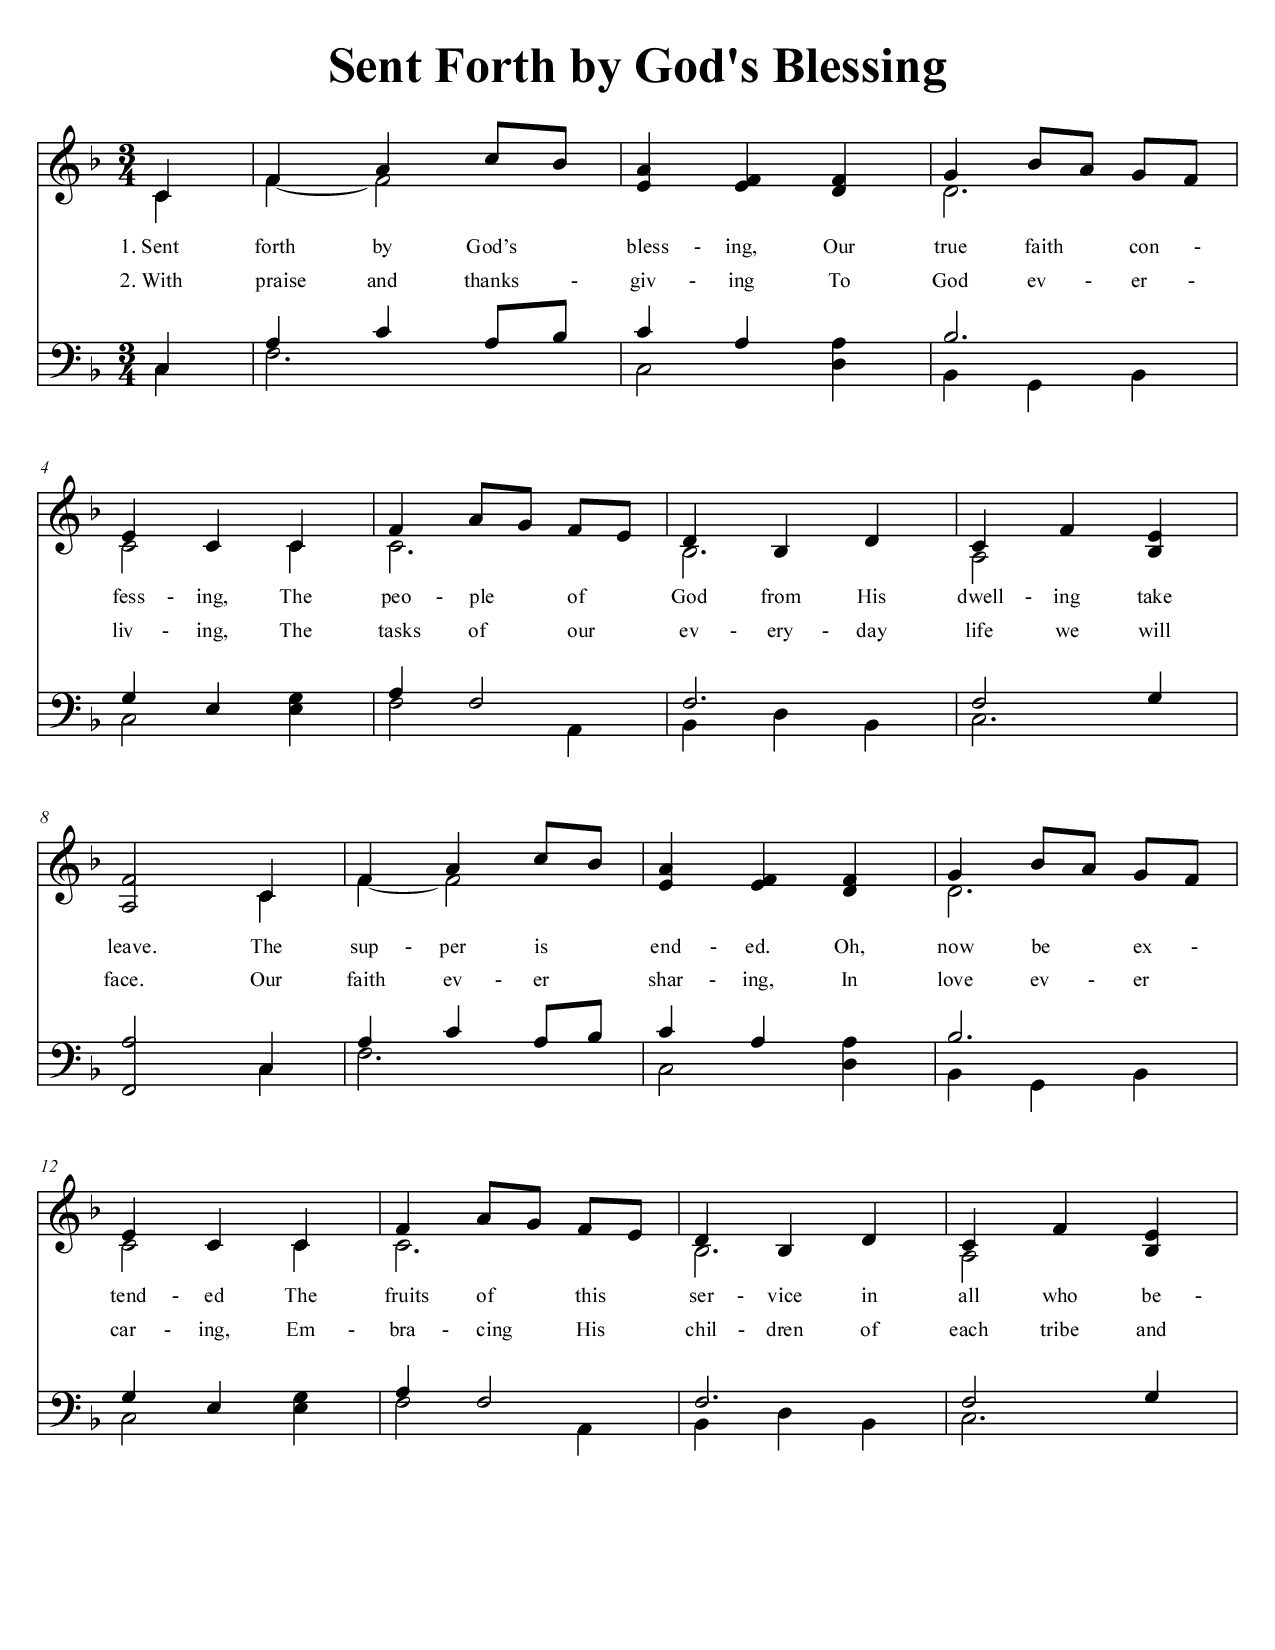 Sent Forth by God's Blessing
3
4
1. Sent forth by God’s bless - ing, Our true faith con -
2. With praise and thanks - giv - ing To God ev - er -
3
4
4
fess - ing, The peo - ple of God from His dwell - ing take
liv - ing, The tasks of our ev - ery - day life we will
8
leave. The sup - per is end - ed. Oh, now be ex -
face. Our faith ev - er shar - ing, In love ev - er
12
tend - ed The fruits of this ser - vice in all who be -
car - ing, Em - bra - cing His chil - dren of each tribe and